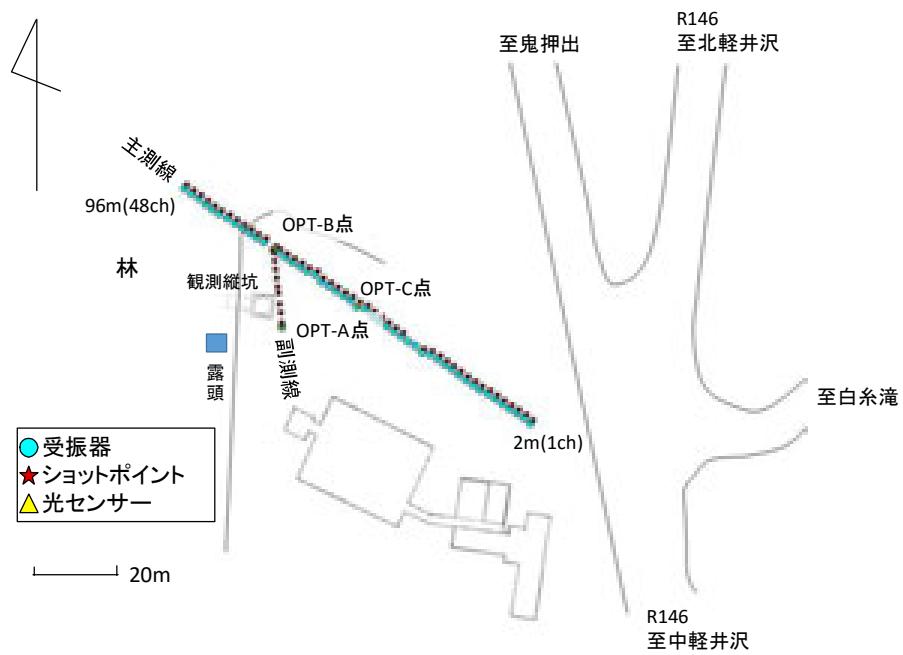 R146
至鬼押出
至北軽井沢
主測線
96m(48ch)
OPT-B点
林
観測縦坑
OPT-C点
OPT-A点
露頭
副測線
至白糸滝
2m(1ch)
受振器
ショットポイント
光センサー
20m
R146
至中軽井沢